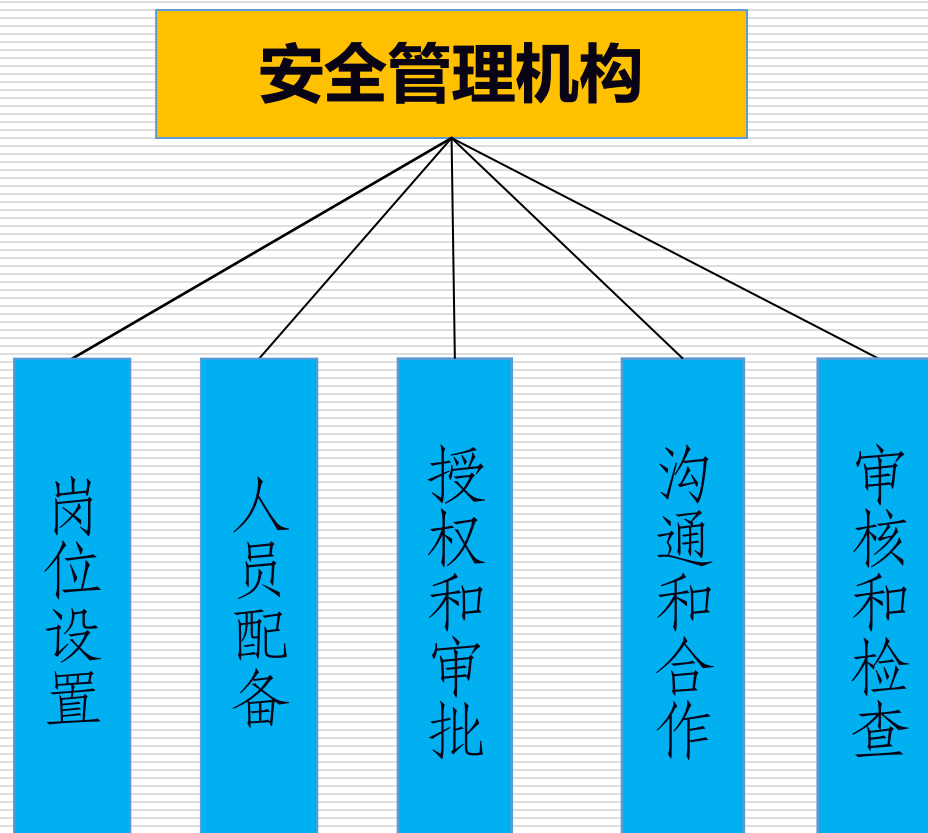 安全管理机构
岗位设置
人员配备
授权和审批
沟通和合作
审核和检查